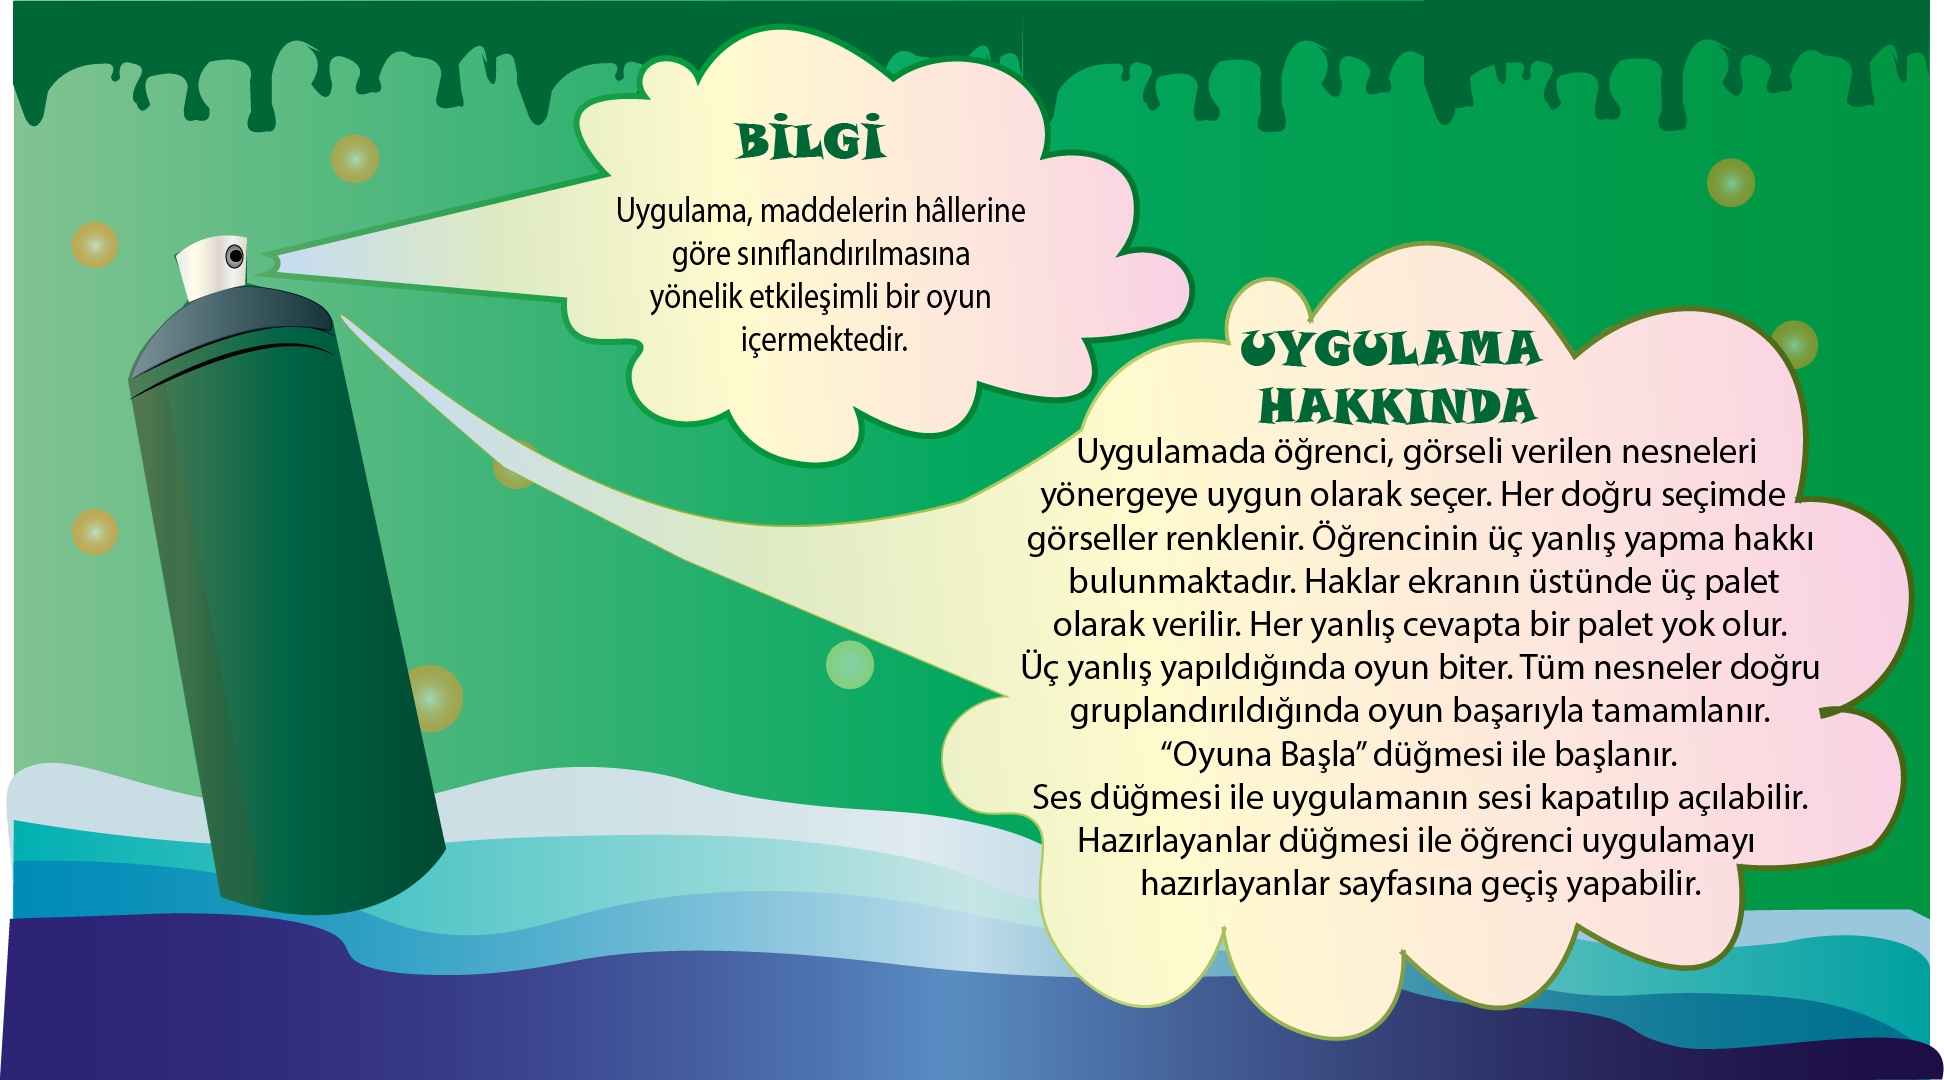 BİLGİ
Uygulama, maddelerin hâllerine
göre sınıflandırılmasına
yönelik etkileşimli bir oyun
içermektedir.
UYGULAMA
HAKKINDA
Uygulamada öğrenci, görseli verilen nesneleri
yönergeye uygun olarak seçer. Her doğru seçimde
görseller renklenir. Öğrencinin üç yanlış yapma hakkı
bulunmaktadır. Haklar ekranın üstünde üç palet
olarak verilir. Her yanlış cevapta bir palet yok olur.
Üç yanlış yapıldığında oyun biter. Tüm nesneler doğru
gruplandırıldığında oyun başarıyla tamamlanır.
“Oyuna Başla” düğmesi ile başlanır.
Ses düğmesi ile uygulamanın sesi kapatılıp açılabilir.
Hazırlayanlar düğmesi ile öğrenci uygulamayı
hazırlayanlar sayfasına geçiş yapabilir.